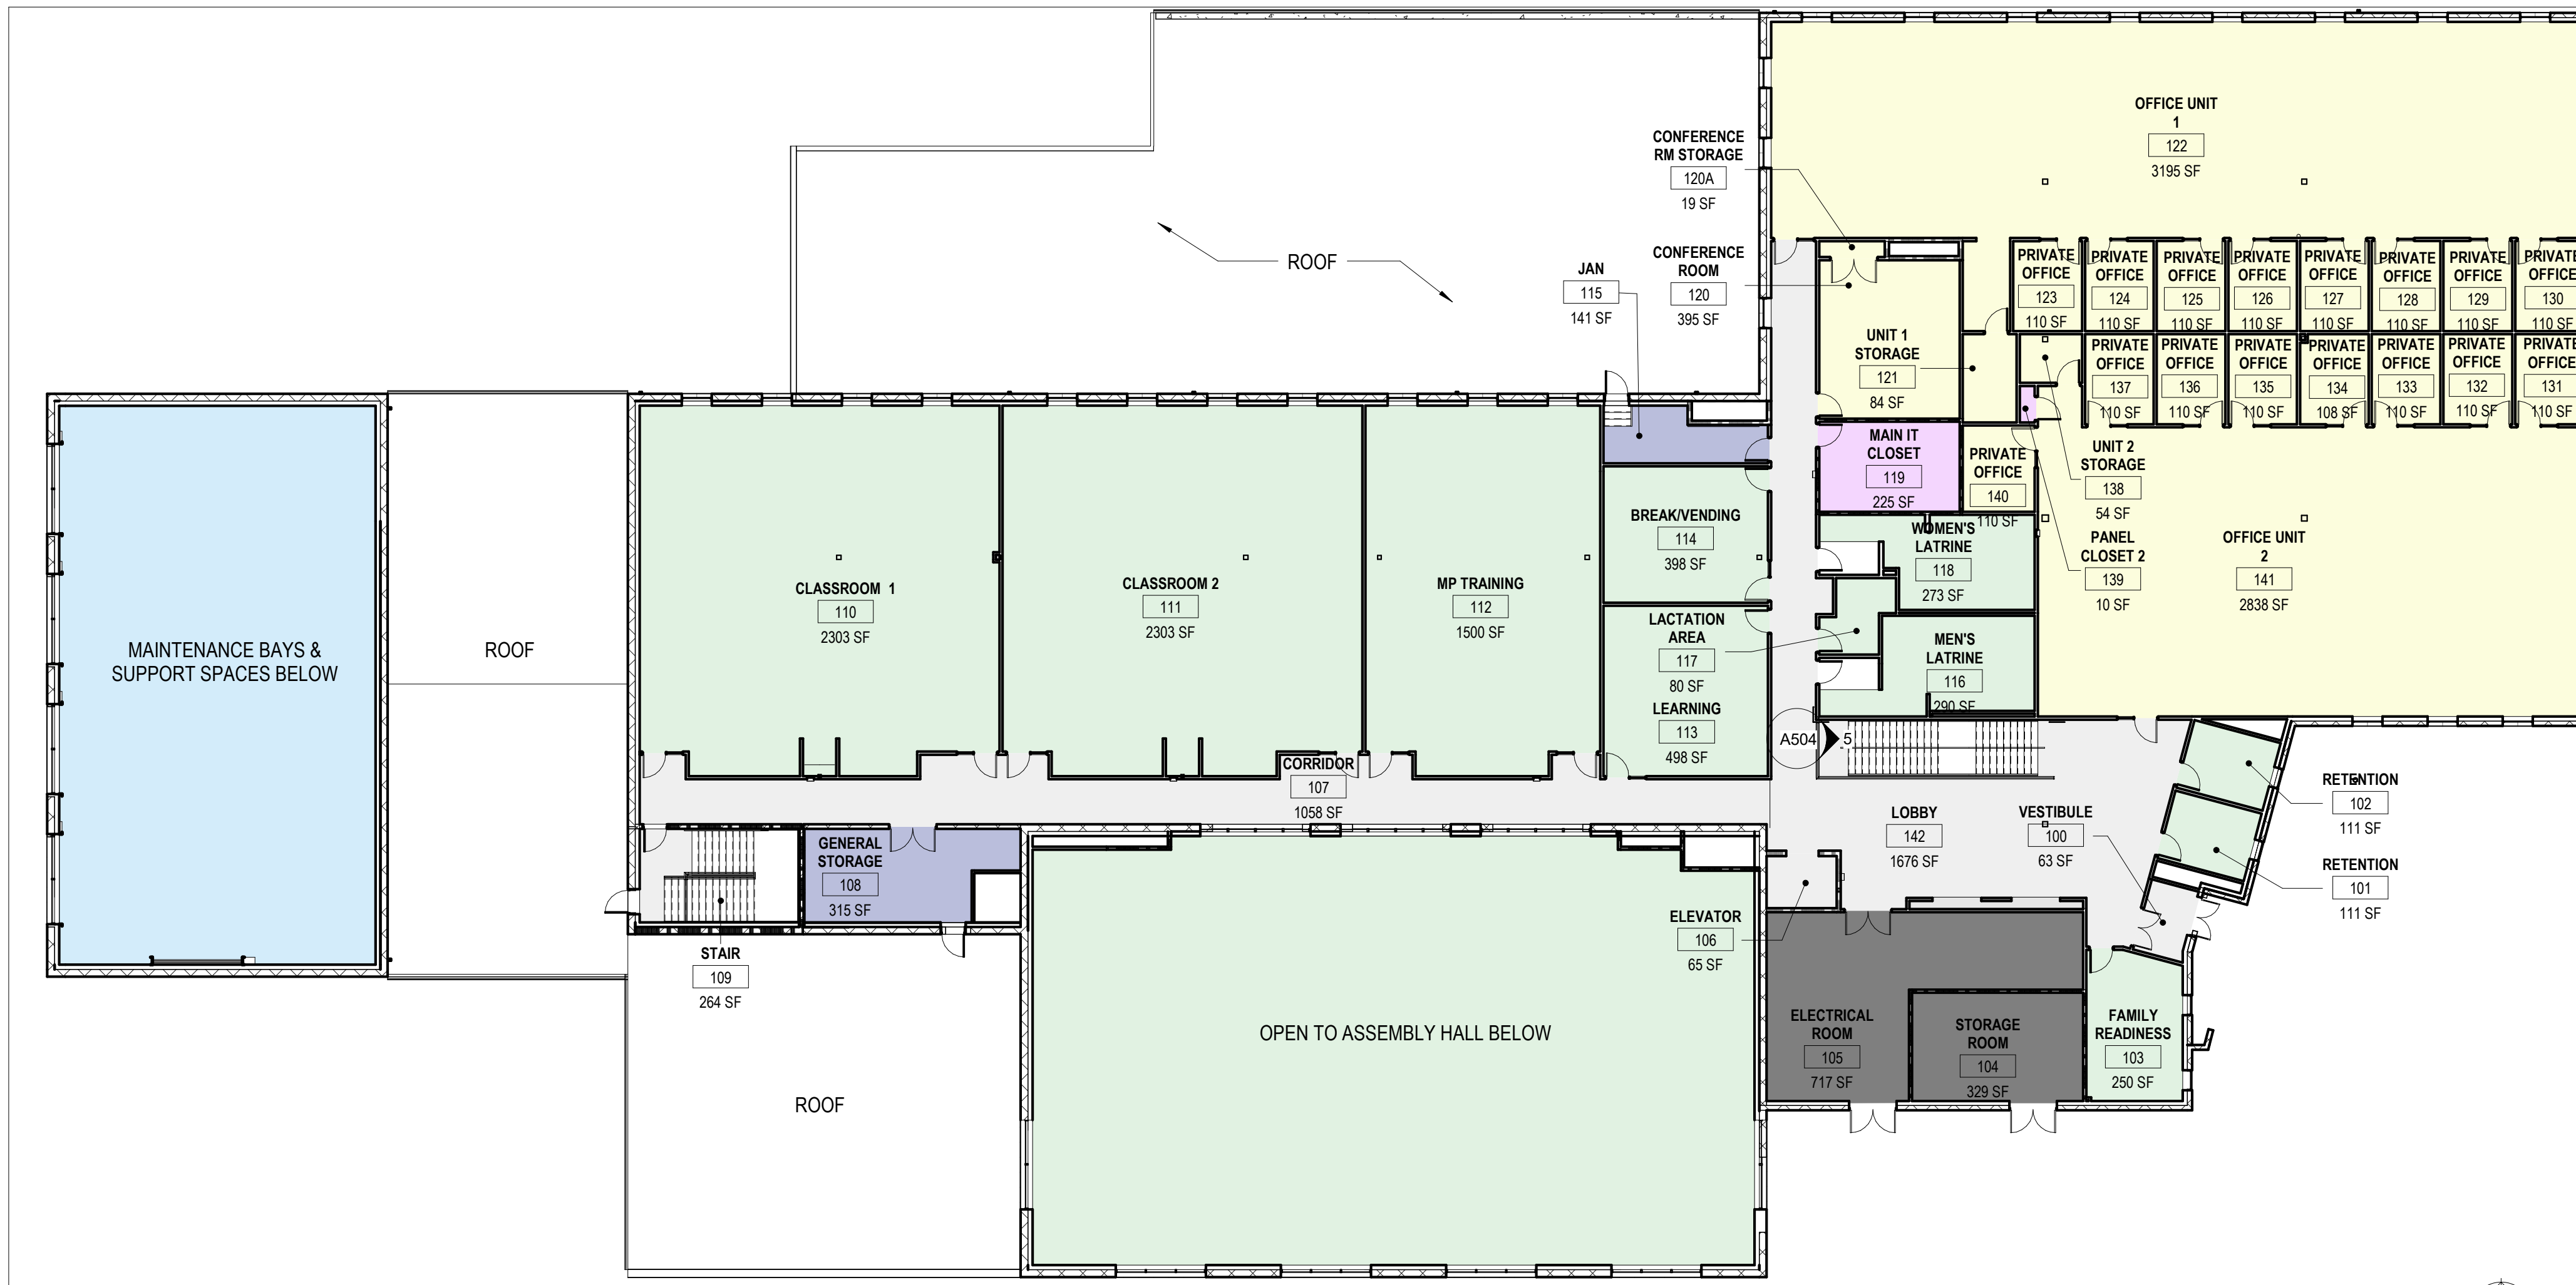 OFFICE UNIT
1
122
3195 SF
CONFERENCE
RM STORAGE
120A
19 SF
CONFERENCE
ROOM
120
395 SF
JAN
115
141 SF
ROOF
PRIVATE
OFFICE
123
110 SF
PRIVATE
OFFICE
124
110 SF
PRIVATE
OFFICE
125
110 SF
PRIVATE
OFFICE
126
110 SF
PRIVATE
OFFICE
127
110 SF
PRIVATE
OFFICE
128
110 SF
PRIVATE
OFFICE
129
110 SF
PRIVATE
OFFICE
130
110 SF
UNIT 1
STORAGE
121
84 SF
PRIVATE
OFFICE
137
110 SF
PRIVATE
OFFICE
136
110 SF
PRIVATE
OFFICE
135
110 SF
PRIVATE
OFFICE
134
108 SF
PRIVATE
OFFICE
133
110 SF
PRIVATE
OFFICE
132
110 SF
PRIVATE
OFFICE
131
110 SF
MAIN IT
CLOSET
119
225 SF
PRIVATE
OFFICE
140
110 SF
UNIT 2
STORAGE
138
54 SF
PANEL
CLOSET 2
139
10 SF
OFFICE UNIT
2
141
2838 SF
BREAK/VENDING
114
398 SF
WOMEN'S
LATRINE
118
273 SF
MAINTENANCE BAYS &
SUPPORT SPACES BELOW
ROOF
CLASSROOM 1
110
2303 SF
CLASSROOM 2
111
2303 SF
MP TRAINING
112
1500 SF
LACTATION
AREA
117
80 SF
LEARNING
113
498 SF
MEN'S
LATRINE
116
290 SF
A504
5
CORRIDOR
107
1058 SF
LOBBY
142
1676 SF
VESTIBULE
100
63 SF
RETENTION
102
111 SF
RETENTION
101
111 SF
GENERAL
STORAGE
108
315 SF
STAIR
109
264 SF
ELEVATOR
106
65 SF
ROOF
OPEN TO ASSEMBLY HALL BELOW
ELECTRICAL
ROOM
105
717 SF
STORAGE
ROOM
104
329 SF
FAMILY
READINESS
103
250 SF